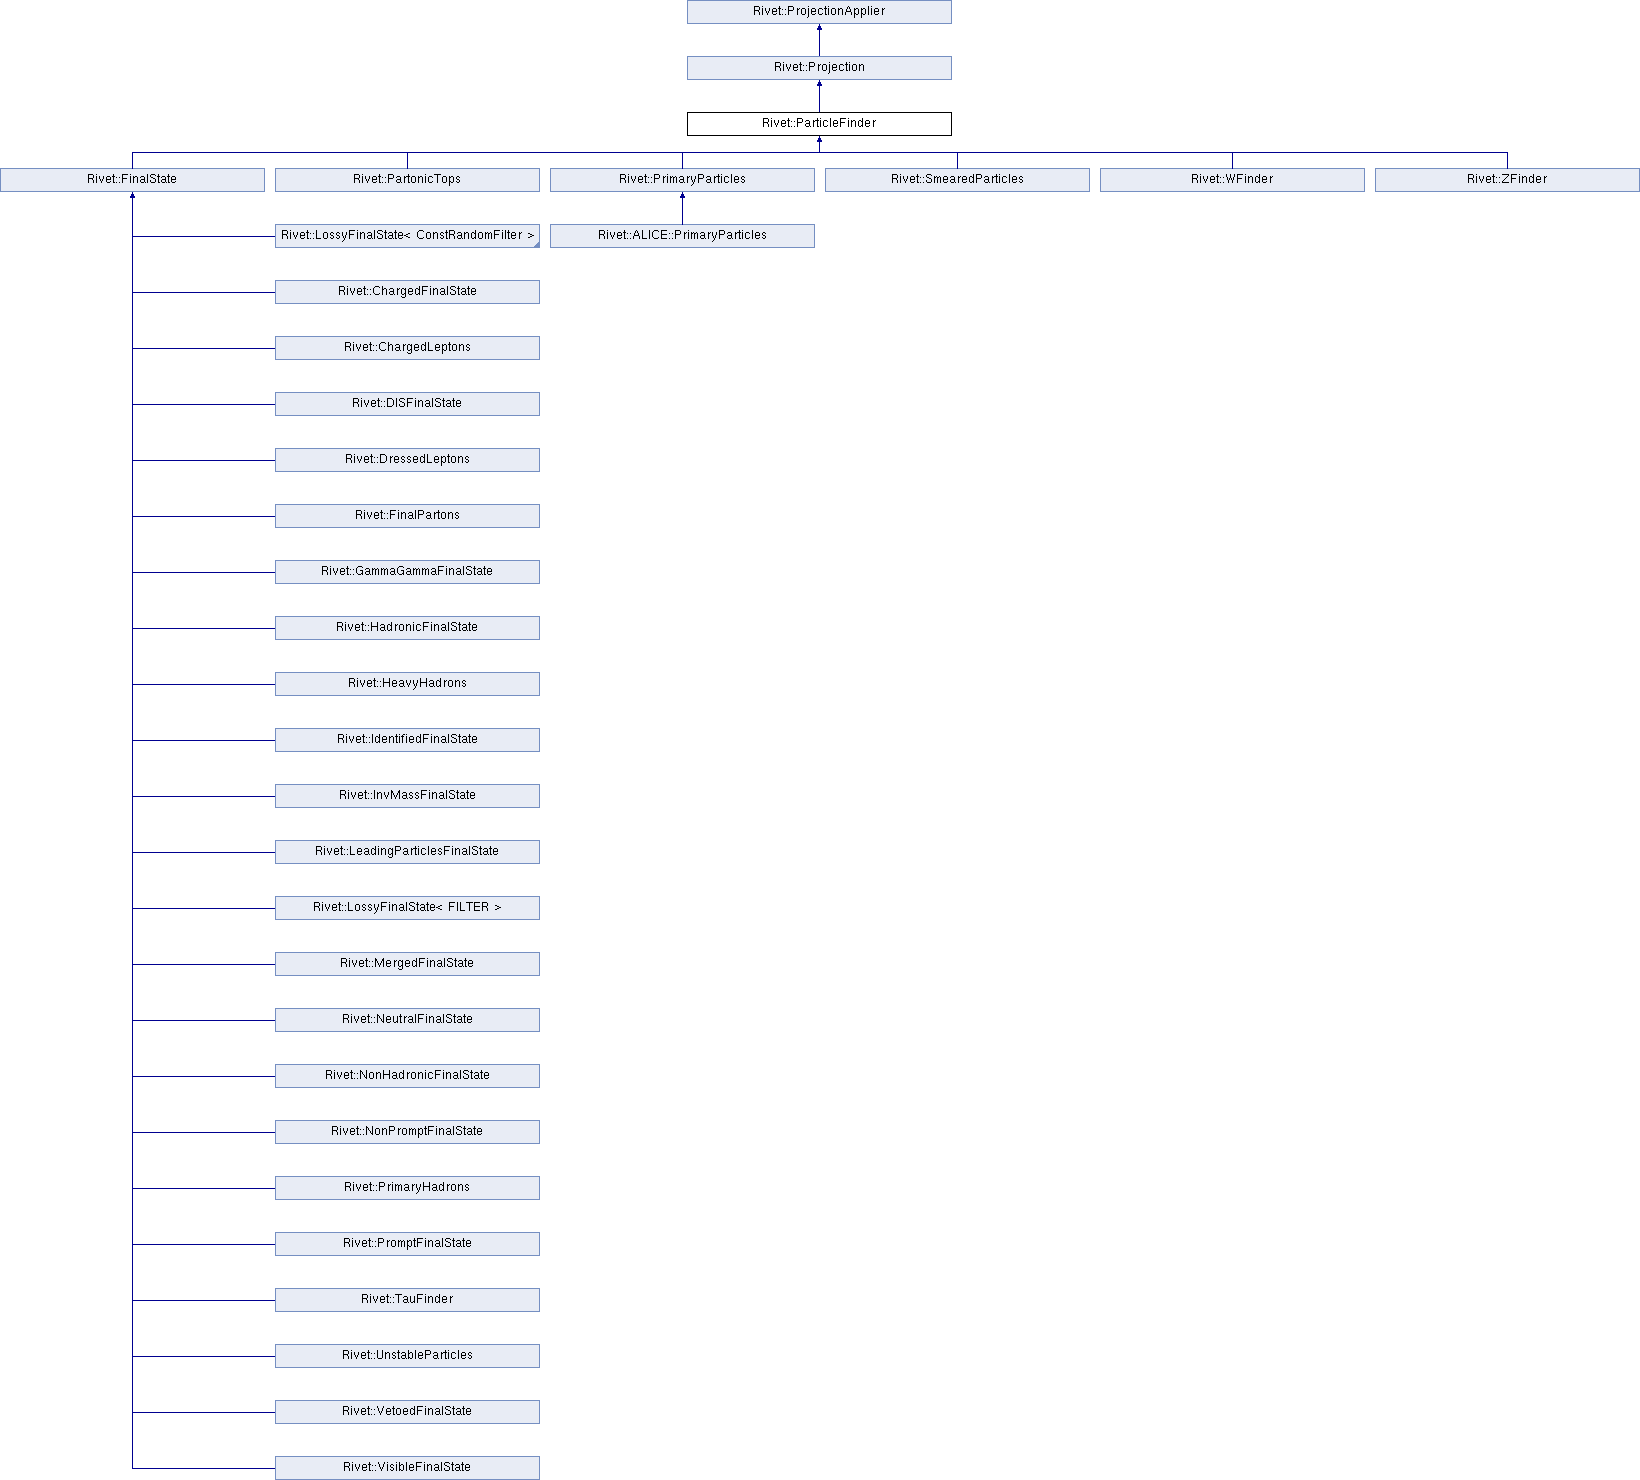 Rivet::ProjectionApplier
Rivet::Projection
Rivet::ParticleFinder
Rivet::FinalState
Rivet::PartonicTops
Rivet::PrimaryParticles
Rivet::SmearedParticles
Rivet::WFinder
Rivet::ZFinder
Rivet::LossyFinalState< ConstRandomFilter >
Rivet::ALICE::PrimaryParticles
Rivet::ChargedFinalState
Rivet::ChargedLeptons
Rivet::DISFinalState
Rivet::DressedLeptons
Rivet::FinalPartons
Rivet::GammaGammaFinalState
Rivet::HadronicFinalState
Rivet::HeavyHadrons
Rivet::IdentifiedFinalState
Rivet::InvMassFinalState
Rivet::LeadingParticlesFinalState
Rivet::LossyFinalState< FILTER >
Rivet::MergedFinalState
Rivet::NeutralFinalState
Rivet::NonHadronicFinalState
Rivet::NonPromptFinalState
Rivet::PrimaryHadrons
Rivet::PromptFinalState
Rivet::TauFinder
Rivet::UnstableParticles
Rivet::VetoedFinalState
Rivet::VisibleFinalState